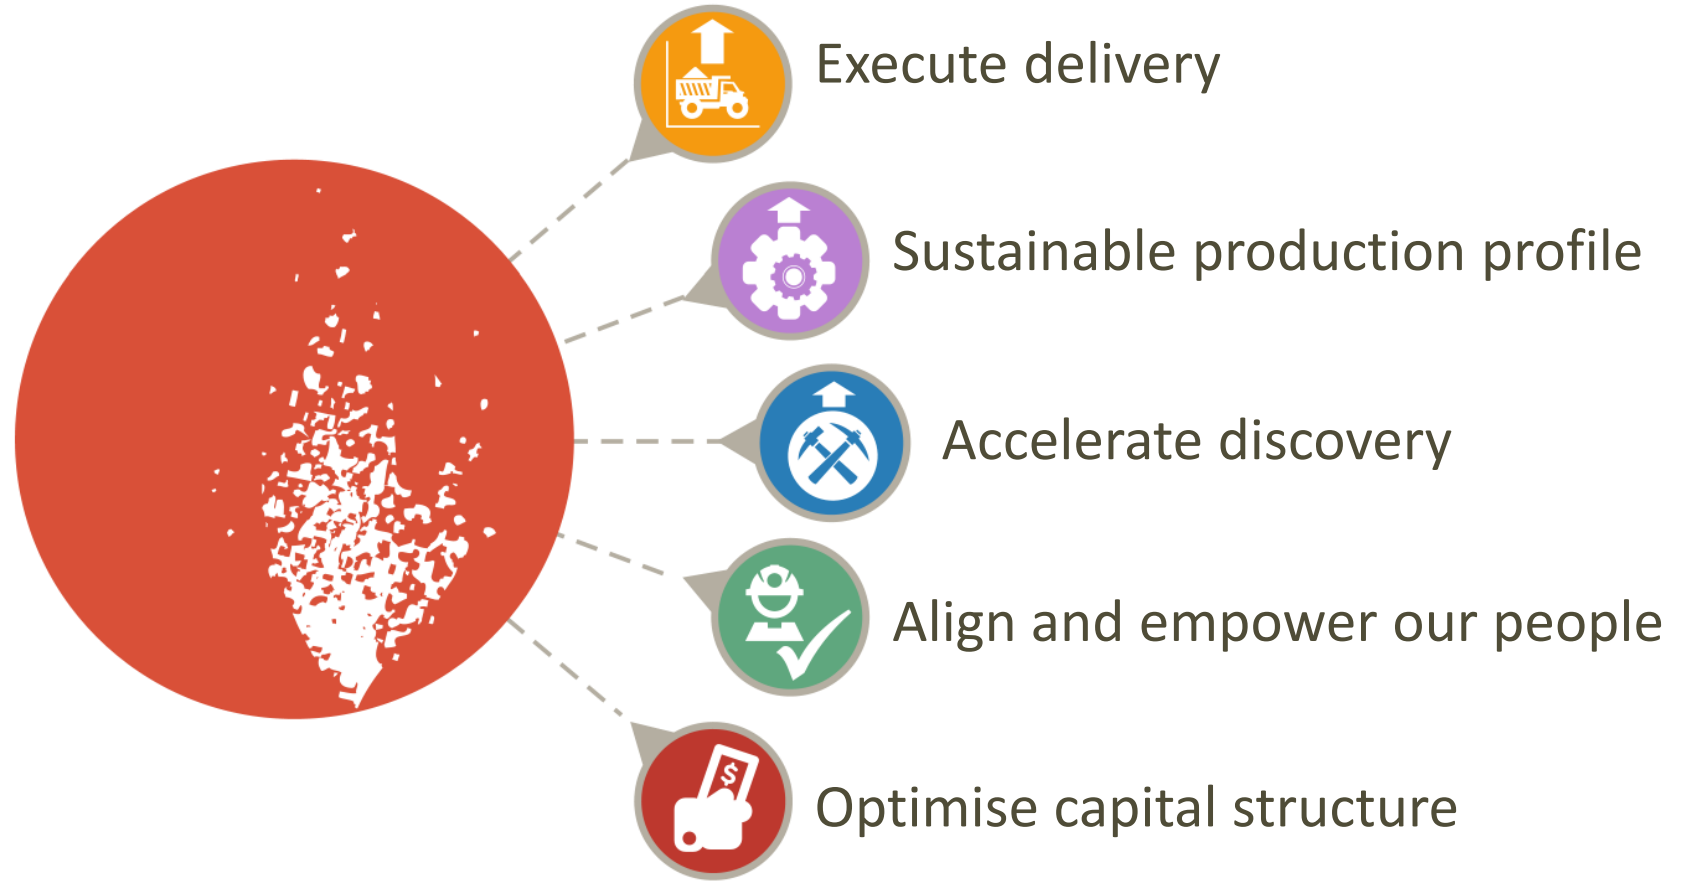 Execute delivery
Sustainable production profile
Accelerate discovery
Align and empower our people
$
Optimise capital structure